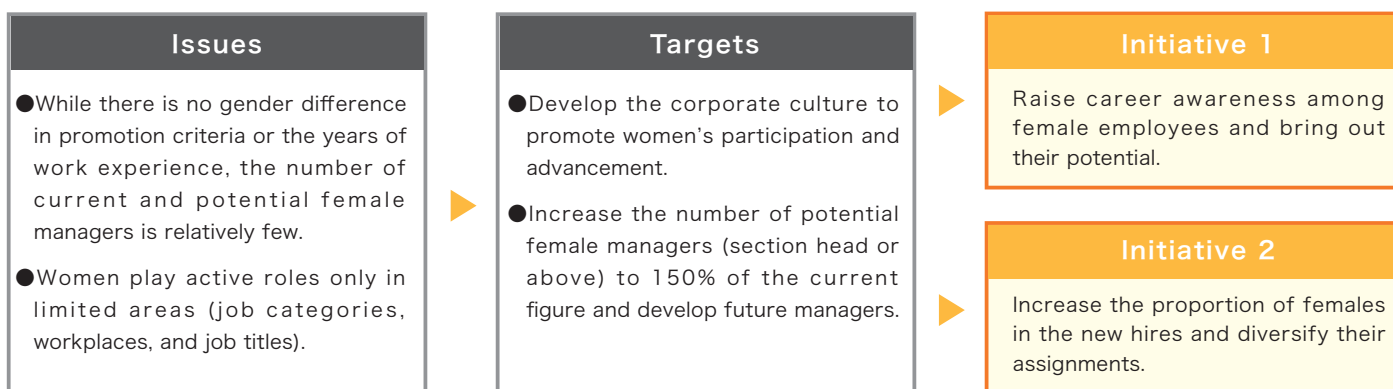 Issues
●While there is no gender difference
in promotion criteria or the years of
work experience, the number of
current and potential female
managers is relatively few.
●Women play active roles only in
limited areas (job categories,
workplaces, and job titles).
Targets
●Develop the corporate culture to
promote women's participation and
advancement.
●Increase the number of potential
female managers (section head or
above) to 150% of the current
figure and develop future managers.
Initiative 1
Raise career awareness among
female employees and bring out
their potential.
Initiative 2
Increase the proportion of females
in the new hires and diversify their
assignments.